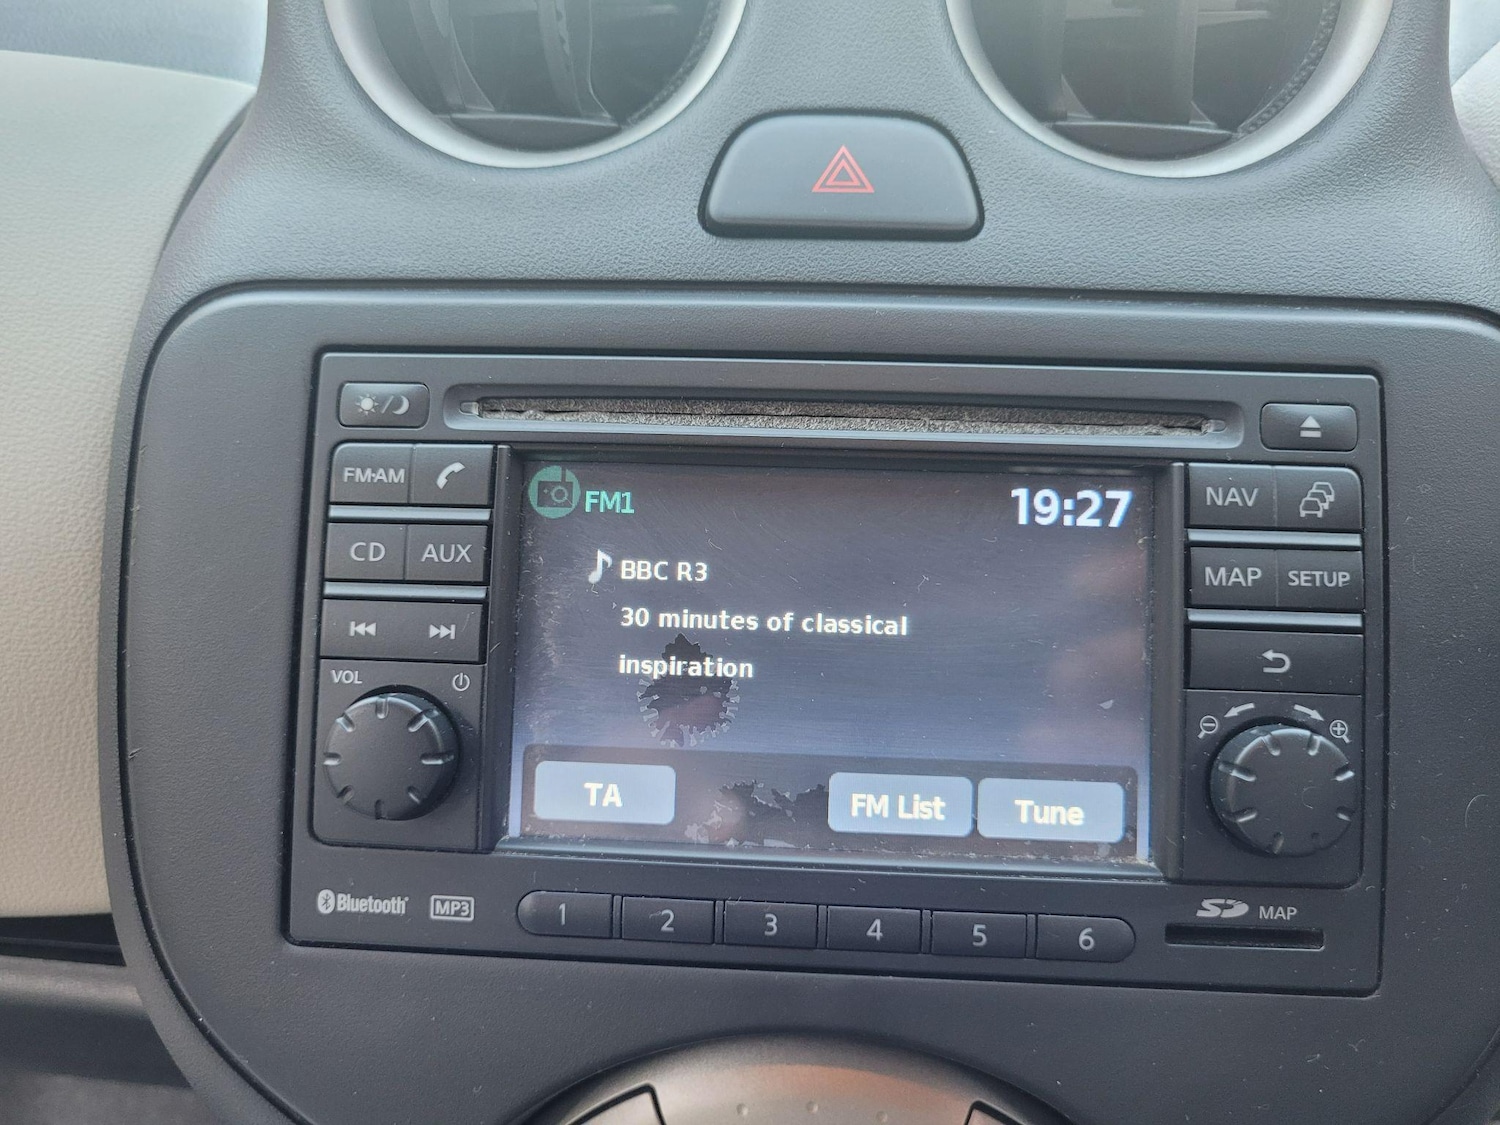 FM·AM
CD
AUX
VOL
FM1
19:27
BBC R3
30 minutes of classical
inspiration
TA
FM List
Tune
NAV
MAP
SETUP
Bluetooth®
MP3
1
2
3
4
5
6
SD MAP